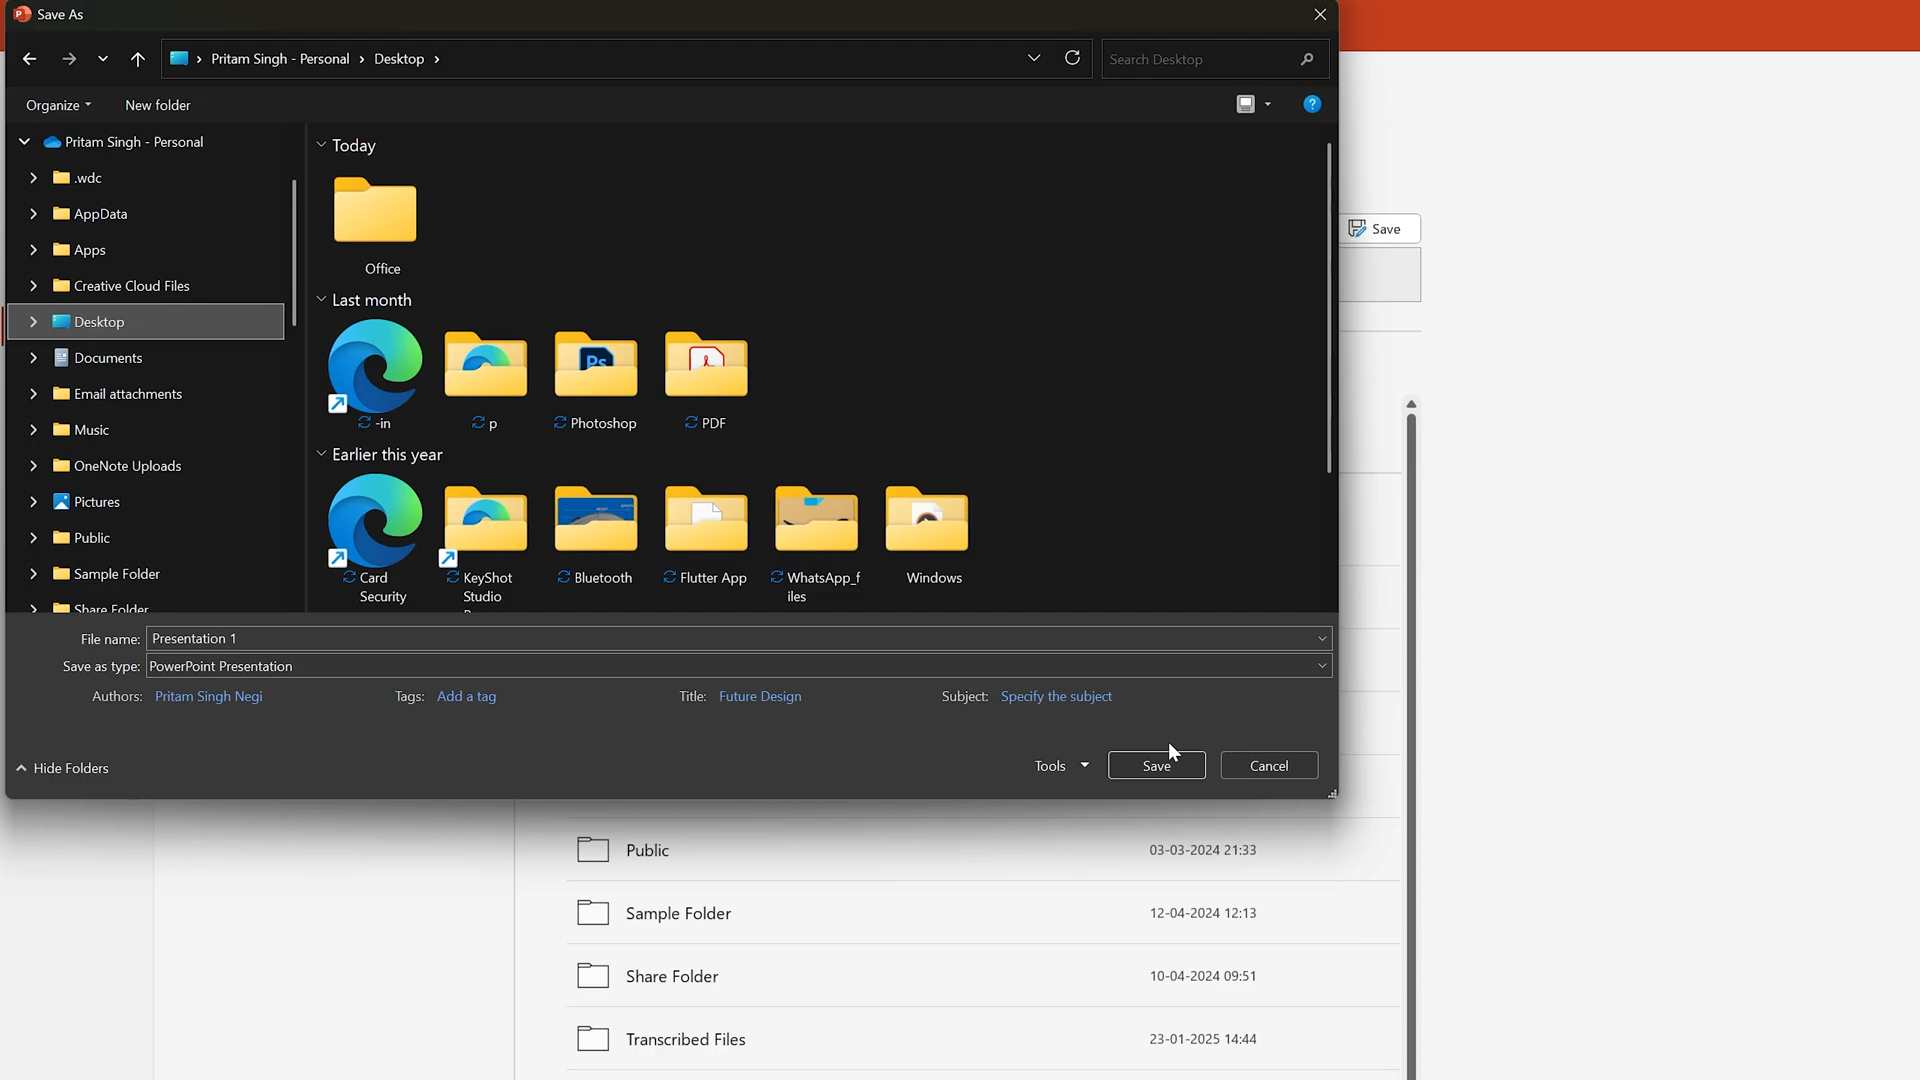 Save As
Pritam Singh - Personal > Desktop >
Search Desktop
Organize
New folder
Pritam Singh - Personal
.wdc
AppData
Apps
Creative Cloud Files
Desktop
Documents
Email attachments
Music
OneNote Uploads
Pictures
Public
Sample Folder
Share Folder
Today
Office
Last month
-in
p
Photoshop
PDF
Earlier this year
Card
Security
KeyShot
Studio
Bluetooth
Flutter App
WhatsApp_f
iles
Windows
File name: Presentation 1
Save as type: PowerPoint Presentation
Authors: Pritam Singh Negi
Tags: Add a tag
Title: Future Design
Subject: Specify the subject
Hide Folders
Tools
Save
Cancel
Save
Public 03-03-2024 21:33
Sample Folder 12-04-2024 12:13
Share Folder 10-04-2024 09:51
Transcribed Files 23-01-2025 14:44